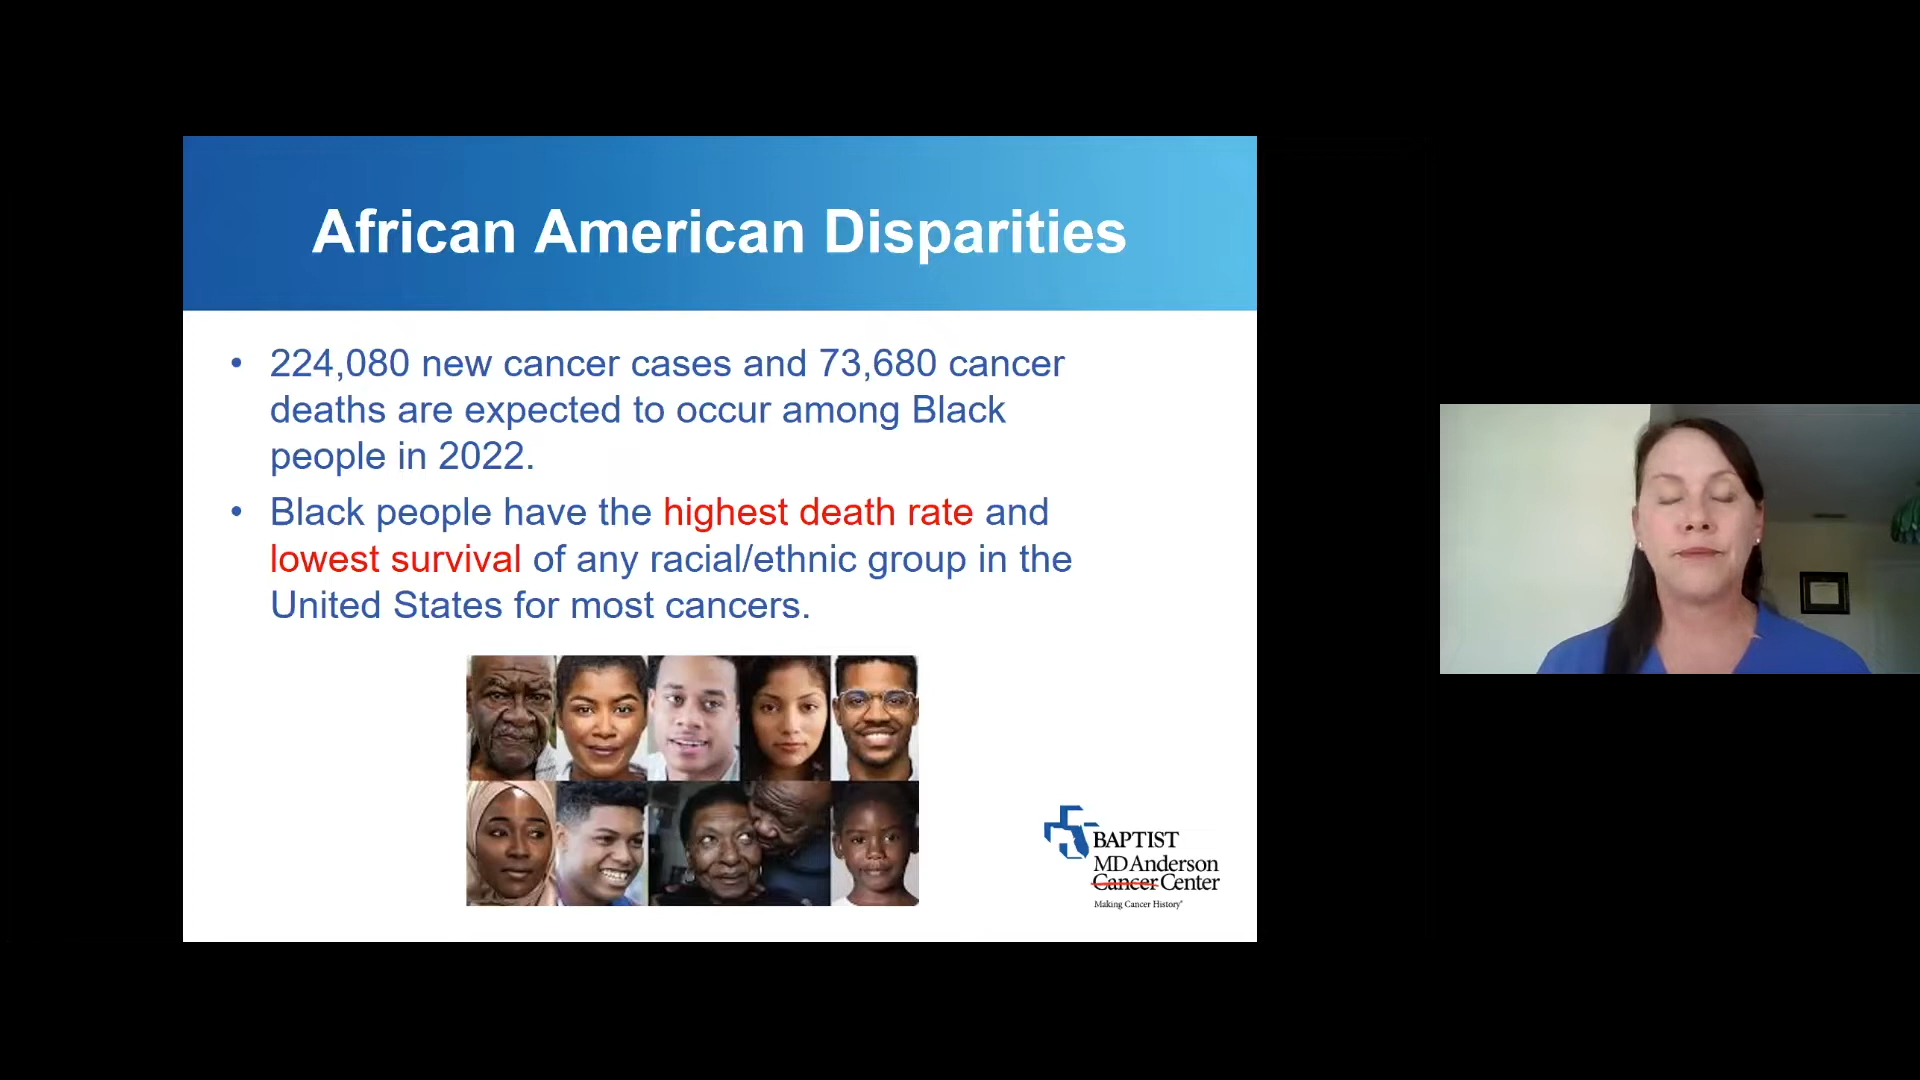 African American Disparities
• 224,080 new cancer cases and 73,680 cancer
deaths are expected to occur among Black
people in 2022.
• Black people have the highest death rate and
lowest survival of any racial/ethnic group in the
United States for most cancers.
BAPTIST
MD Anderson
Cancer Center
Making Cancer History®